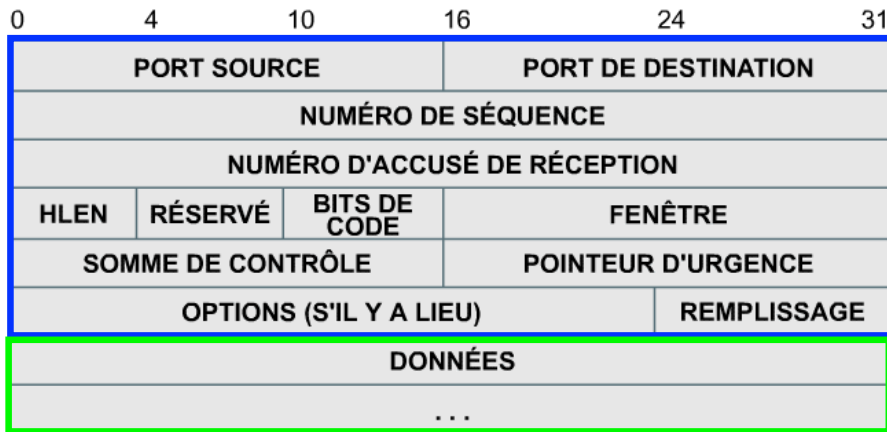 0 4 10 16 24 31
PORT SOURCE PORT DE DESTINATION
NUMÉRO DE SÉQUENCE
NUMÉRO D'ACCUSÉ DE RÉCEPTION
HLEN RÉSERVÉ BITS DE CODE FENÊTRE
SOMME DE CONTRÔLE POINTEUR D'URGENCE
OPTIONS (S'IL Y A LIEU) REMPLISSAGE
DONNÉES
...